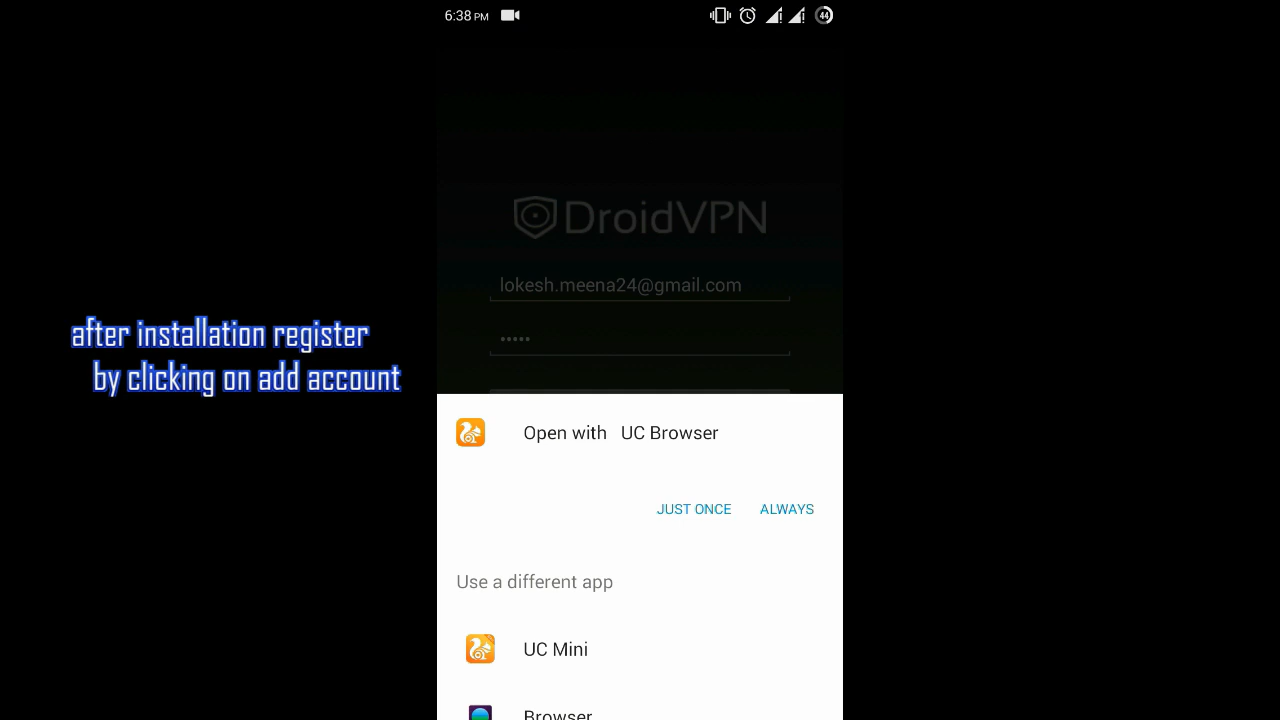 6:38 PM
44
DroidVPN
lokesh.meena24@gmail.com
•••••
after installation register
by clicking on add account
Open with UC Browser
JUST ONCE ALWAYS
Use a different app
UC Mini
Browser